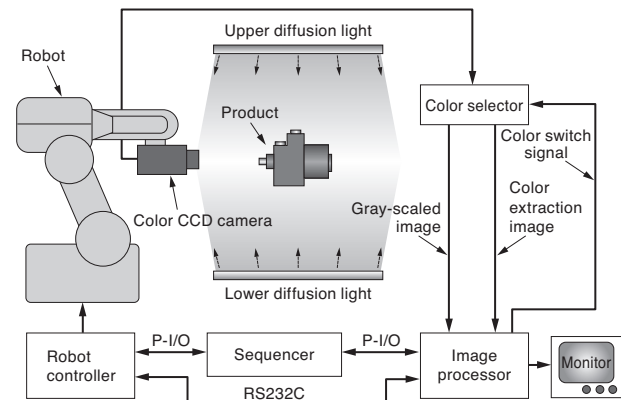 Upper diffusion light
Robot
Product
Color selector
Color switch
signal
Color CCD camera
Gray-scaled
image
Color
extraction
image
Lower diffusion light
P-I/O
P-I/O
Robot
controller
Sequencer
Image
processor
Monitor
RS232C